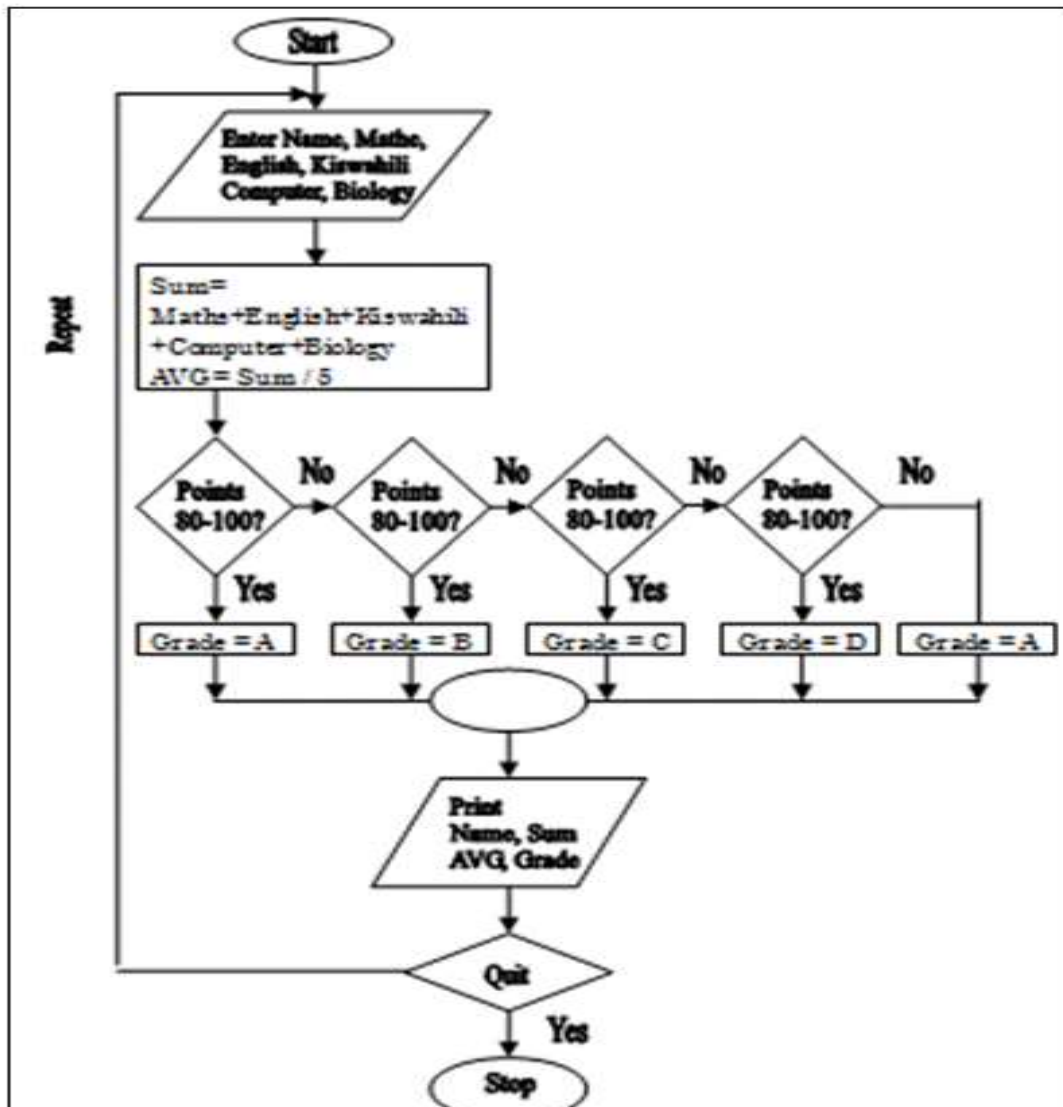 Start
Enter Name, Maths,
English, Kiswahili
Computer, Biology
Sum=
Maths+English+Kiswahili
+Computer+Biology
AVG= Sum / 5
Repeat
Points
80-100?
No
Points
80-100?
No
Points
80-100?
No
Points
80-100?
No
Yes
Yes
Yes
Yes
Grade =A
Grade = B
Grade = C
Grade = D
Grade = A
Print
Name, Sum
AVG, Grade
Quit
Yes
Stop